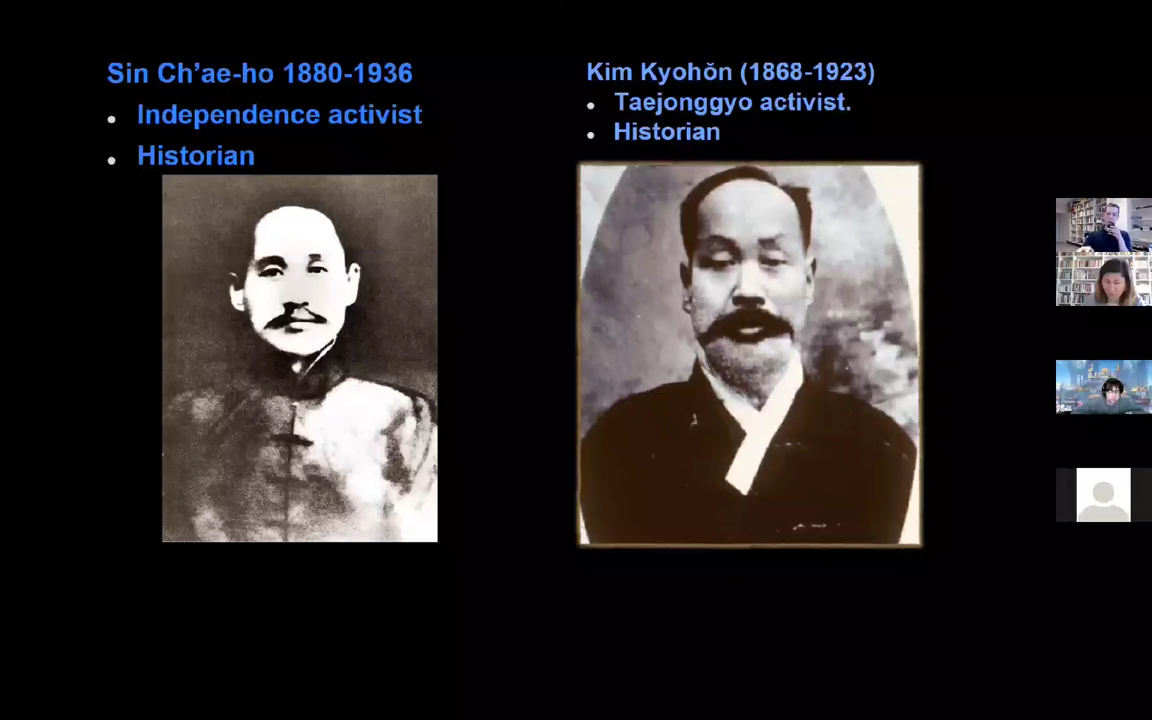 Sin Ch’ae-ho 1880-1936
• Independence activist
• Historian
Kim Kyohŏn (1868-1923)
• Taejonggyo activist.
• Historian